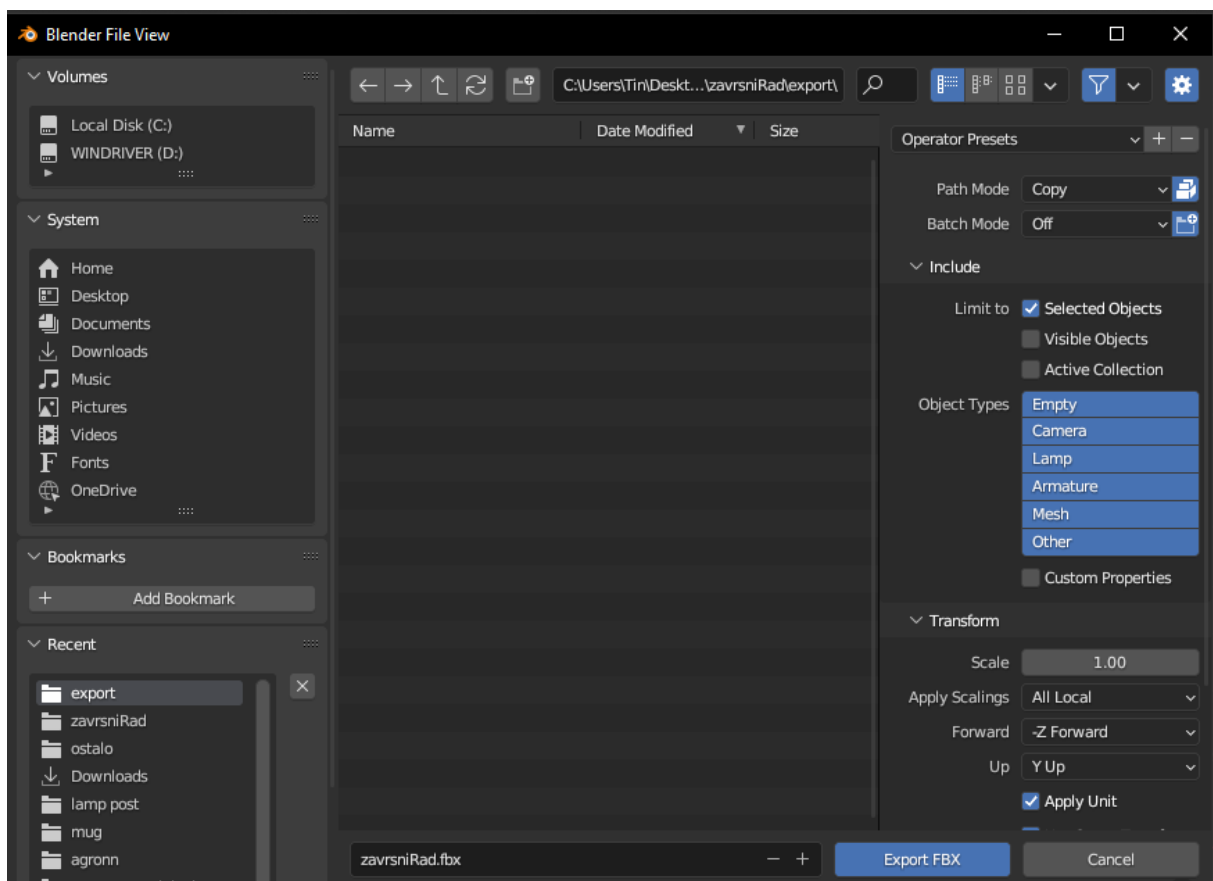 Blender File View
Volumes
Local Disk (C:)
WINDRIVER (D:)
System
Home
Desktop
Documents
Downloads
Music
Pictures
Videos
Fonts
OneDrive
Bookmarks
Add Bookmark
Recent
export
zavrsniRad
ostalo
Downloads
lamp post
mug
agronn
C:\Users\Tin\Deskt...\zavrsniRad\export\
Name Date Modified Size
zavrsniRad.fbx
Operator Presets
Path Mode Copy
Batch Mode Off
Include
Limit to Selected Objects
Visible Objects
Active Collection
Object Types Empty
Camera
Lamp
Armature
Mesh
Other
Custom Properties
Transform
Scale 1.00
Apply Scalings All Local
Forward -Z Forward
Up Y Up
Apply Unit
Export FBX Cancel